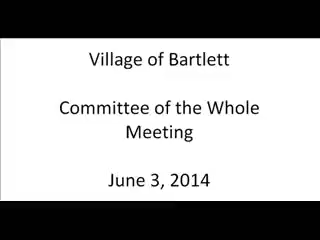 Village of Bartlett
Committee of the Whole
Meeting
June 3, 2014